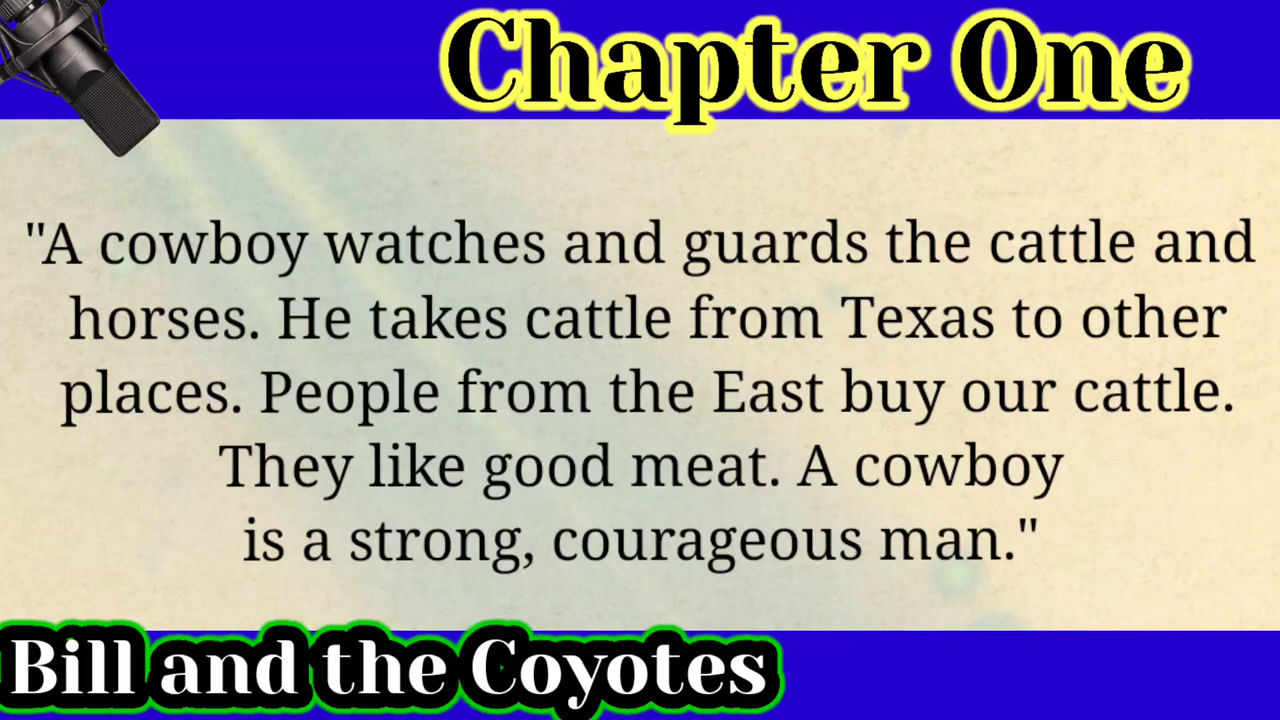 Chapter One
"A cowboy watches and guards the cattle and
horses. He takes cattle from Texas to other
places. People from the East buy our cattle.
They like good meat. A cowboy
is a strong, courageous man."
Bill and the Coyotes